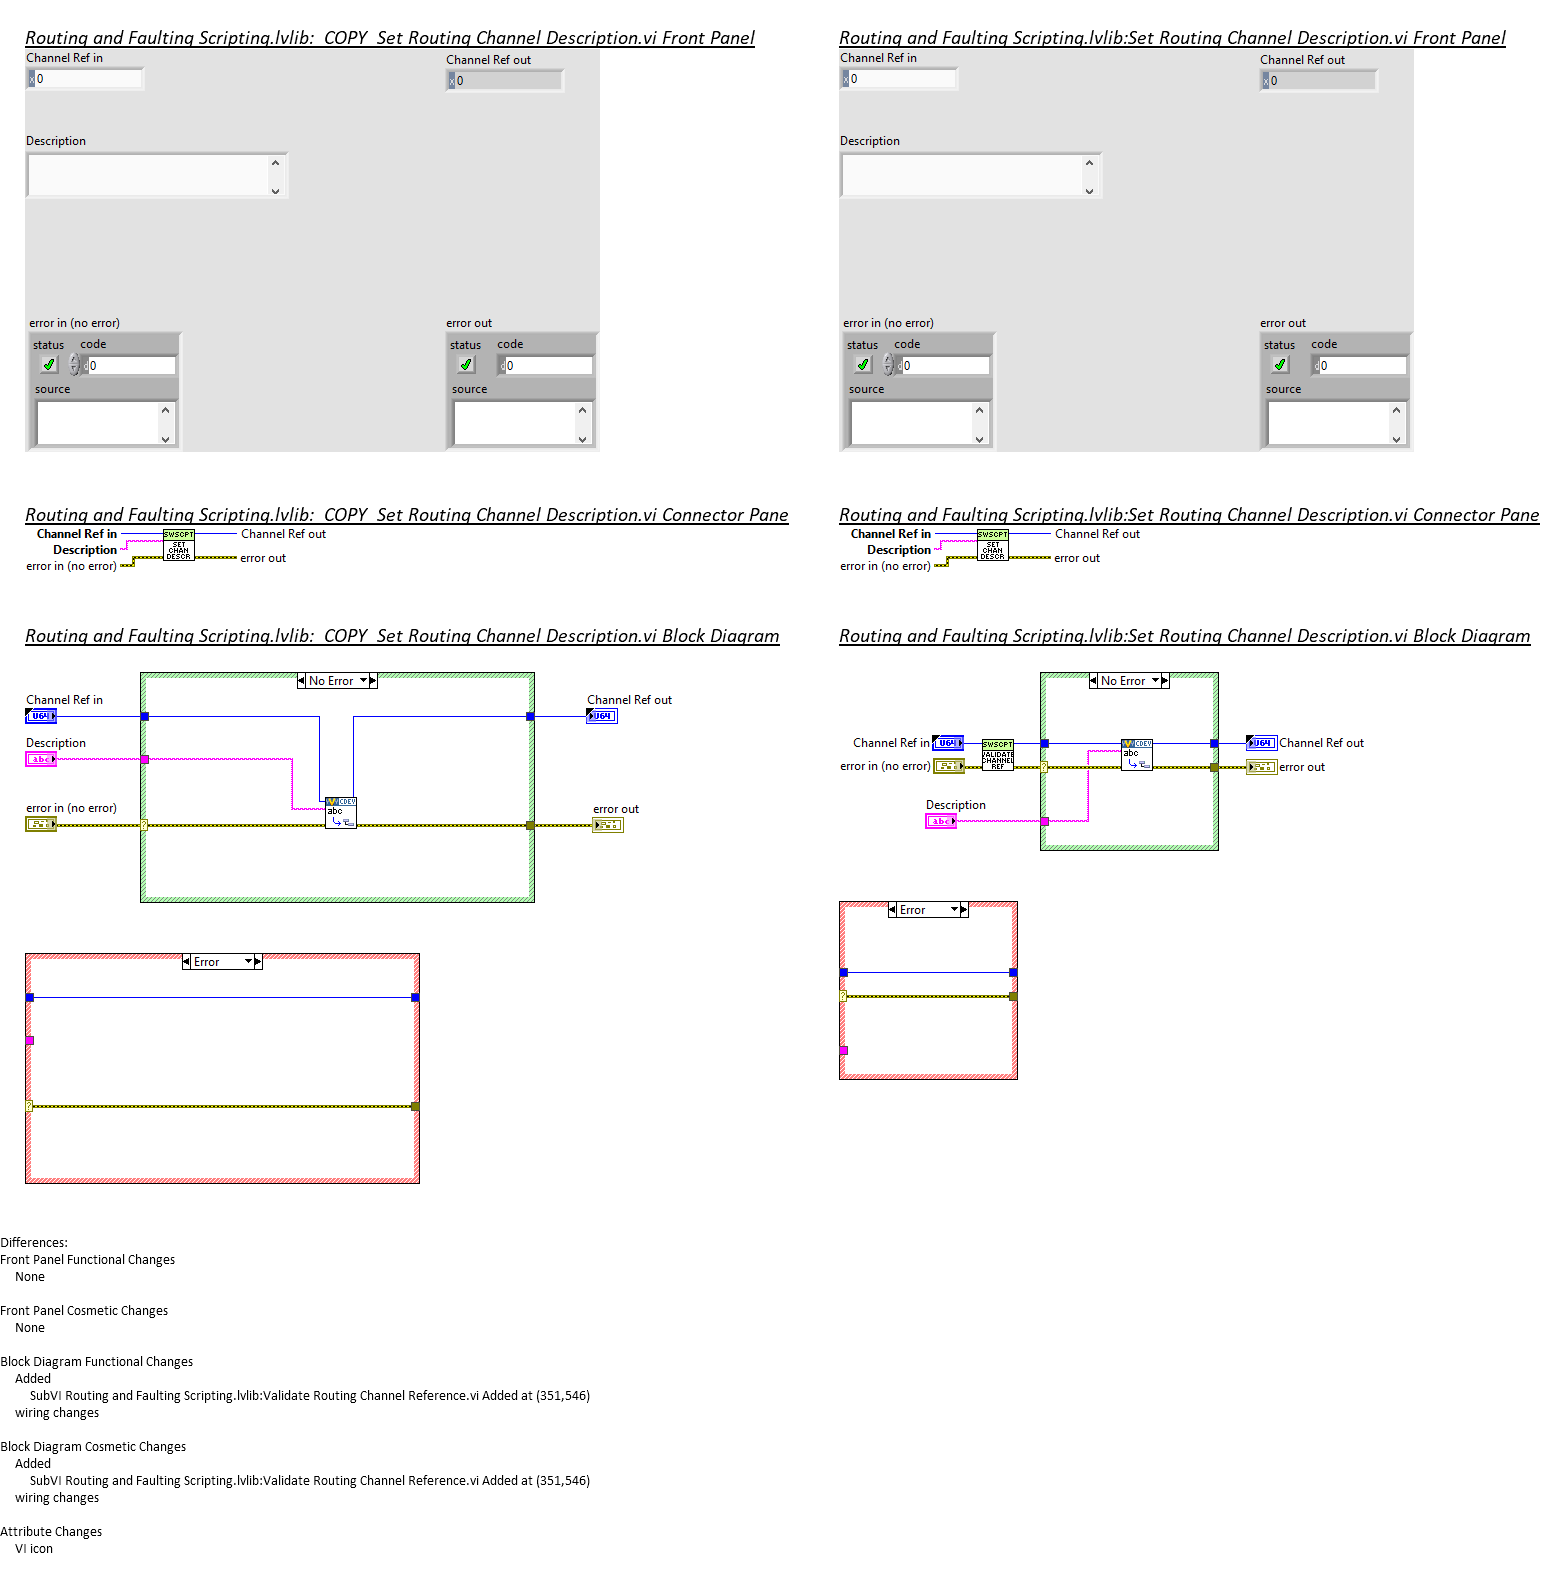 Routing and Faulting Scripting.lvlib:  COPY  Set Routing Channel Description.vi Front Panel
Channel Ref in
Channel Ref out
x 0
x 0
Description
error in (no error)
error out
status code
status code
d 0
d 0
source
source
Routing and Faulting Scripting.lvlib:Set Routing Channel Description.vi Front Panel
Channel Ref in
Channel Ref out
x 0
x 0
Description
error in (no error)
error out
status code
status code
d 0
d 0
source
source
Routing and Faulting Scripting.lvlib:  COPY  Set Routing Channel Description.vi Connector Pane
Channel Ref in
Description
error in (no error)
SWSCPT
SET
CHAN
DESCR
Channel Ref out
error out
Routing and Faulting Scripting.lvlib:Set Routing Channel Description.vi Connector Pane
Channel Ref in
Description
error in (no error)
SWSCPT
SET
CHAN
DESCR
Channel Ref out
error out
Routing and Faulting Scripting.lvlib:  COPY  Set Routing Channel Description.vi Block Diagram
No Error
Channel Ref in
U64
Channel Ref out
U64
Description
abc
error in (no error)
?
CDEV
abc
error out
Error
?
Routing and Faulting Scripting.lvlib:Set Routing Channel Description.vi Block Diagram
No Error
Channel Ref in
U64
SWSCPT
VALIDATE
CHANNEL
REF
CDEV
abc
U64
Channel Ref out
error in (no error)
?
error out
Description
abc
Error
?
Differences:
Front Panel Functional Changes
None
Front Panel Cosmetic Changes
None
Block Diagram Functional Changes
Added
SubVI Routing and Faulting Scripting.lvlib:Validate Routing Channel Reference.vi Added at (351,546)
wiring changes
Block Diagram Cosmetic Changes
Added
SubVI Routing and Faulting Scripting.lvlib:Validate Routing Channel Reference.vi Added at (351,546)
wiring changes
Attribute Changes
VI icon